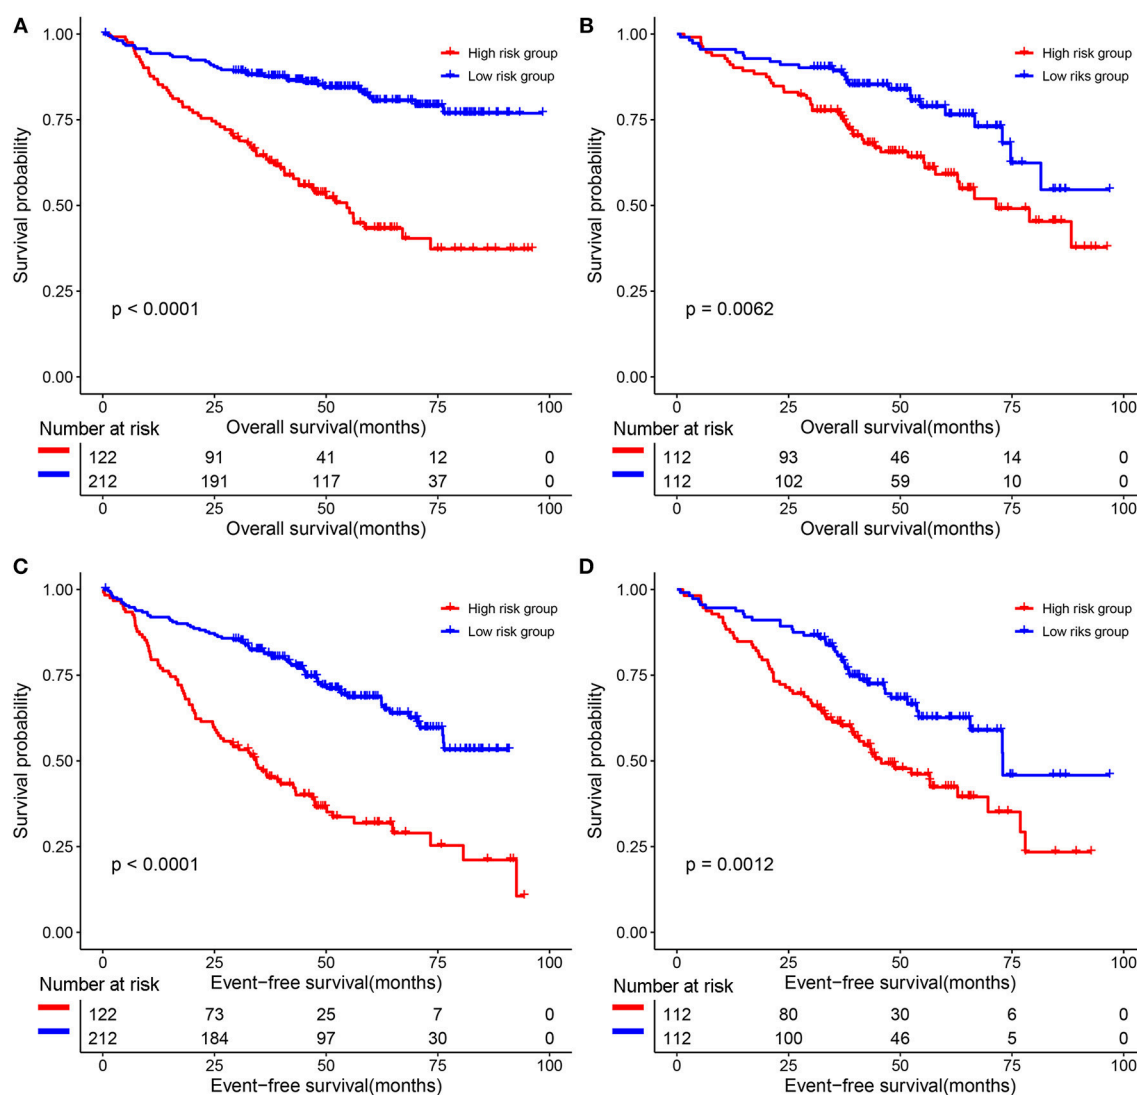 A
1.00
0.75
0.50
0.25
0.00
Survival probability
High risk group
Low risk group
p < 0.0001
0 25 50 75 100
Number at risk
Overall survival(months)
122 91 41 12 0
212 191 117 37 0
0 25 50 75 100
Overall survival(months)
B
1.00
0.75
0.50
0.25
0.00
Survival probability
High risk group
Low riks group
p = 0.0062
0 25 50 75 100
Number at risk
Overall survival(months)
112 93 46 14 0
112 102 59 10 0
0 25 50 75 100
Overall survival(months)
C
1.00
0.75
0.50
0.25
0.00
Survival probability
High risk group
Low risk group
p < 0.0001
0 25 50 75 100
Number at risk
Event−free survival(months)
122 73 25 7 0
212 184 97 30 0
0 25 50 75 100
Event−free survival(months)
D
1.00
0.75
0.50
0.25
0.00
Survival probability
High risk group
Low riks group
p = 0.0012
0 25 50 75 100
Number at risk
Event−free survival(months)
112 80 30 6 0
112 100 46 5 0
0 25 50 75 100
Event−free survival(months)